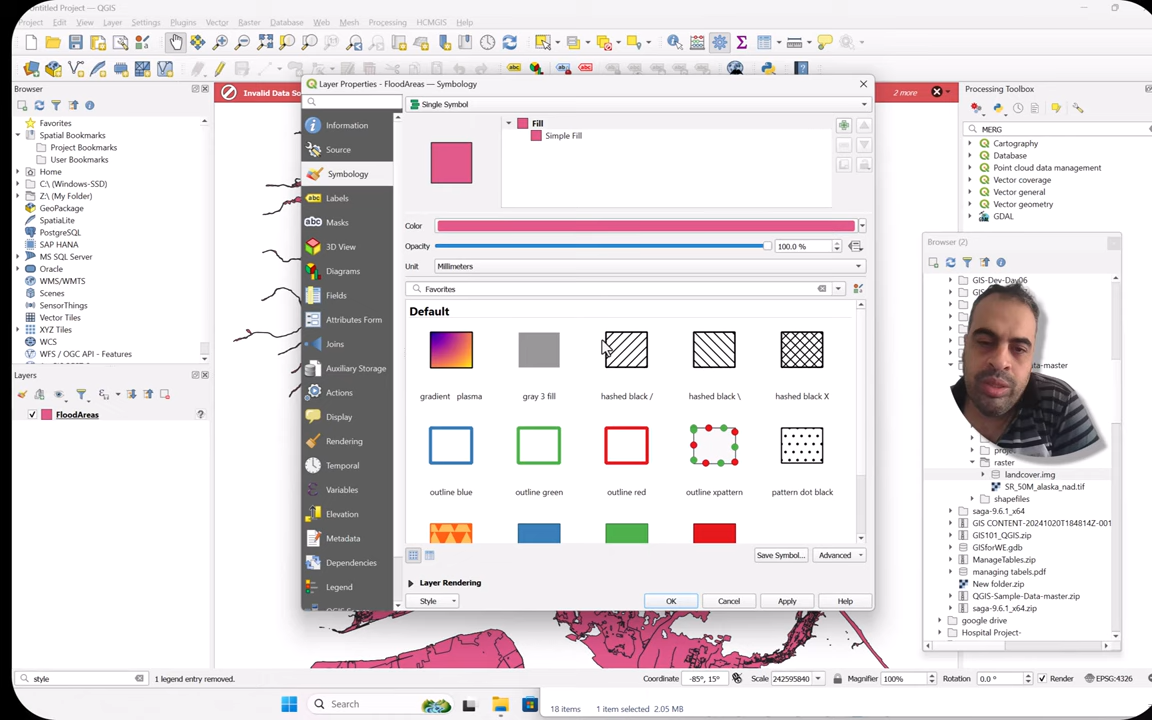 Untitled Project — QGIS
Project Edit View Layer Settings Plugins Vector Raster Database Web Mesh Processing HCMGIS Help
Browser
Favorites
Spatial Bookmarks
Project Bookmarks
User Bookmarks
Home
C:\ (Windows-SSD)
Z:\ (My Folder)
GeoPackage
SpatiaLite
PostgreSQL
SAP HANA
MS SQL Server
Oracle
WMS/WMTS
Scenes
SensorThings
Vector Tiles
XYZ Tiles
WCS
WFS / OGC API - Features
Layers
FloodAreas
?
style
1 legend entry removed.
Invalid Data So
2 more
Layer Properties - FloodAreas — Symbology
Information
Source
Symbology
Labels
Masks
3D View
Diagrams
Fields
Attributes Form
Joins
Auxiliary Storage
Actions
Display
Rendering
Temporal
Variables
Elevation
Metadata
Dependencies
Legend
Single Symbol
Fill
Simple Fill
Color
Opacity
100.0 %
Unit
Millimeters
Favorites
Default
gradient plasma
gray 3 fill
hashed black /
hashed black \
hashed black X
outline blue
outline green
outline red
outline xpattern
pattern dot black
Save Symbol...
Advanced
Layer Rendering
Style
OK
Cancel
Apply
Help
Processing Toolbox
MERG
Cartography
Database
Point cloud data management
Vector coverage
Vector general
Vector geometry
GDAL
Browser (2)
GIS-Dev-Day06
-master
raster
landcover.img
SR_50M_alaska_nad.tif
shapefiles
saga-9.6.1_x64
GIS CONTENT-20241020T184814Z-001
GIS101_QGIS.zip
GISforWE.gdb
ManageTables.zip
managing tabels.pdf
New folder.zip
QGIS-Sample-Data-master.zip
saga-9.6.1_x64.zip
google drive
Hospital Project-
Coordinate -85°, 15° Scale 242595840 Magnifier 100% Rotation 0.0 ° Render EPSG:4326
Search
18 items 1 item selected 2.05 MB